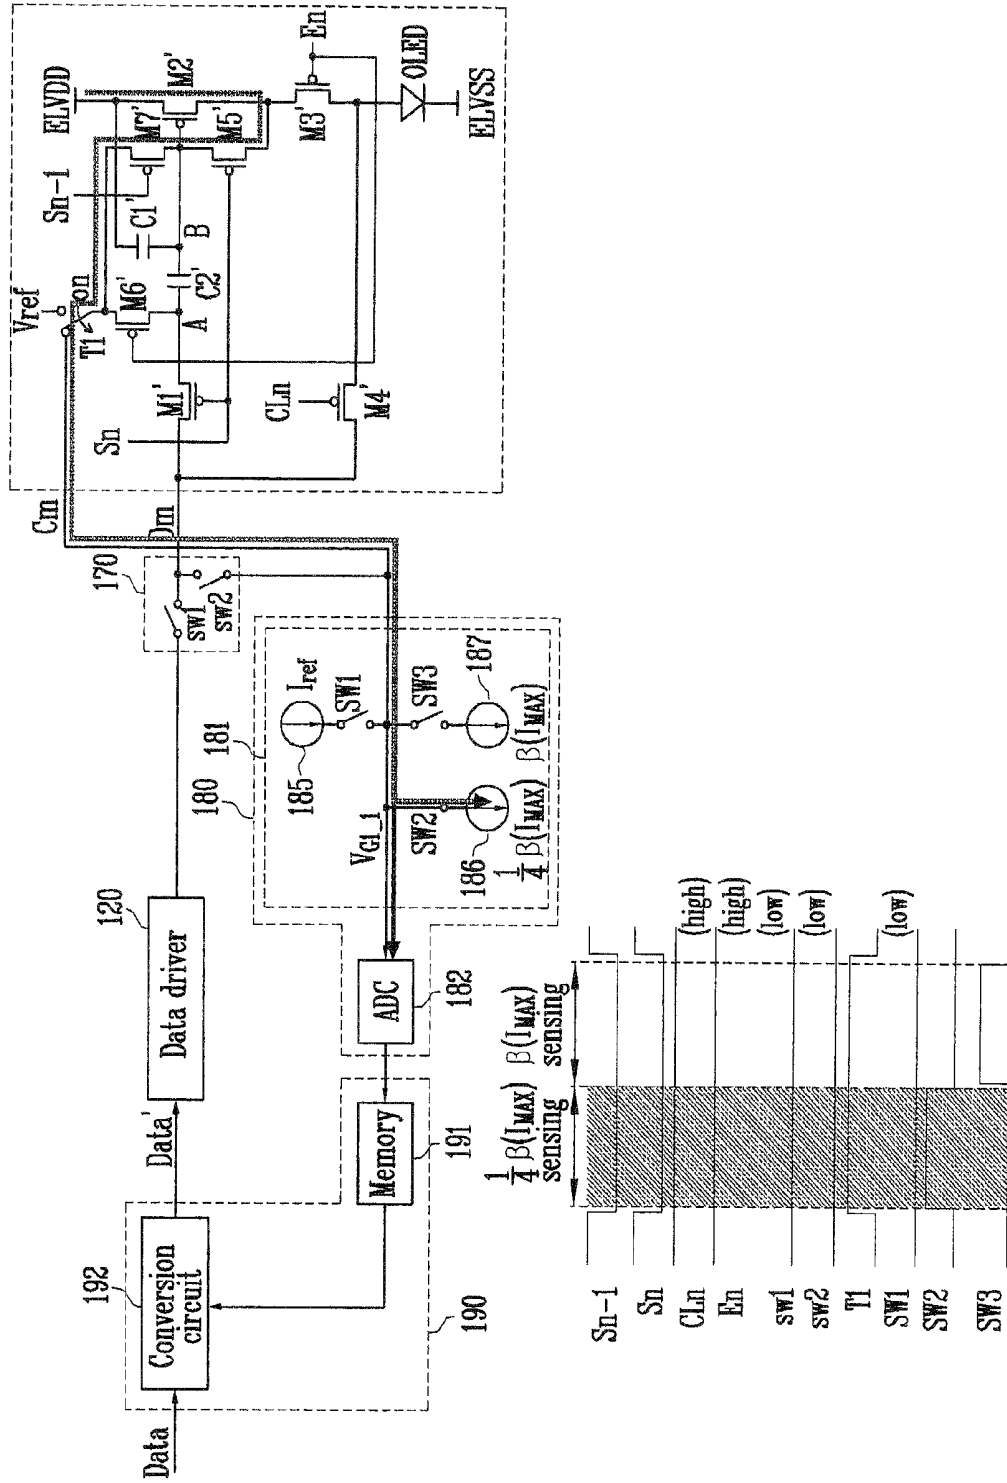 Data
Conversion
circuit
192
Data'
Data driver
120
Memory
191
190
ADC
182
180
181
185
Iref
SW1
VG1_1
SW2
SW3
186
1/4 β(IMAX)
187
β(IMAX)
170
sw1
sw2
Cm
Dm
Vref
T1
on
Sn-1
ELVDD
M7'
M2'
C1'
M6'
B
M5'
A
C2'
M1'
Sn
CLn
M4'
M3'
En
OLED
ELVSS
1/4 β(IMAX)
sensing
β(IMAX)
sensing
Sn-1
Sn
CLn (high)
En (high)
sw1 (low)
sw2 (low)
T1
SW1 (low)
SW2
SW3